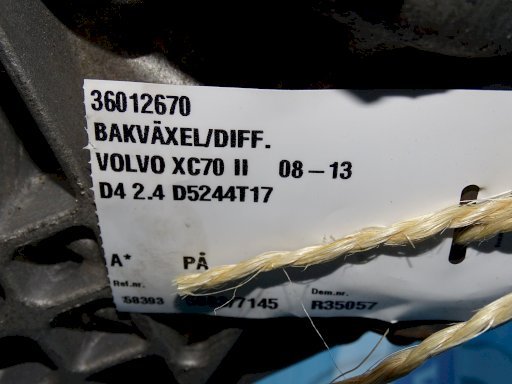 36012670
BAKVÄXEL/DIFF.
VOLVO XC70 II 08–13
D4 2.4 D5244T17
A* PÅ
Ref.nr. Dem.nr.
58393 R35057